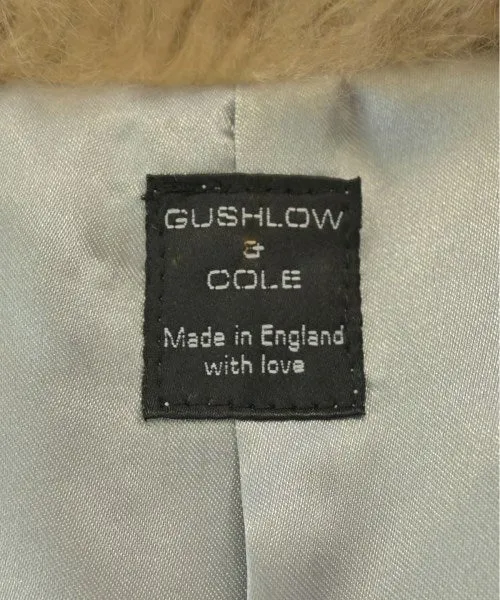 GUSHLOW
&
COLE
Made in England
with love